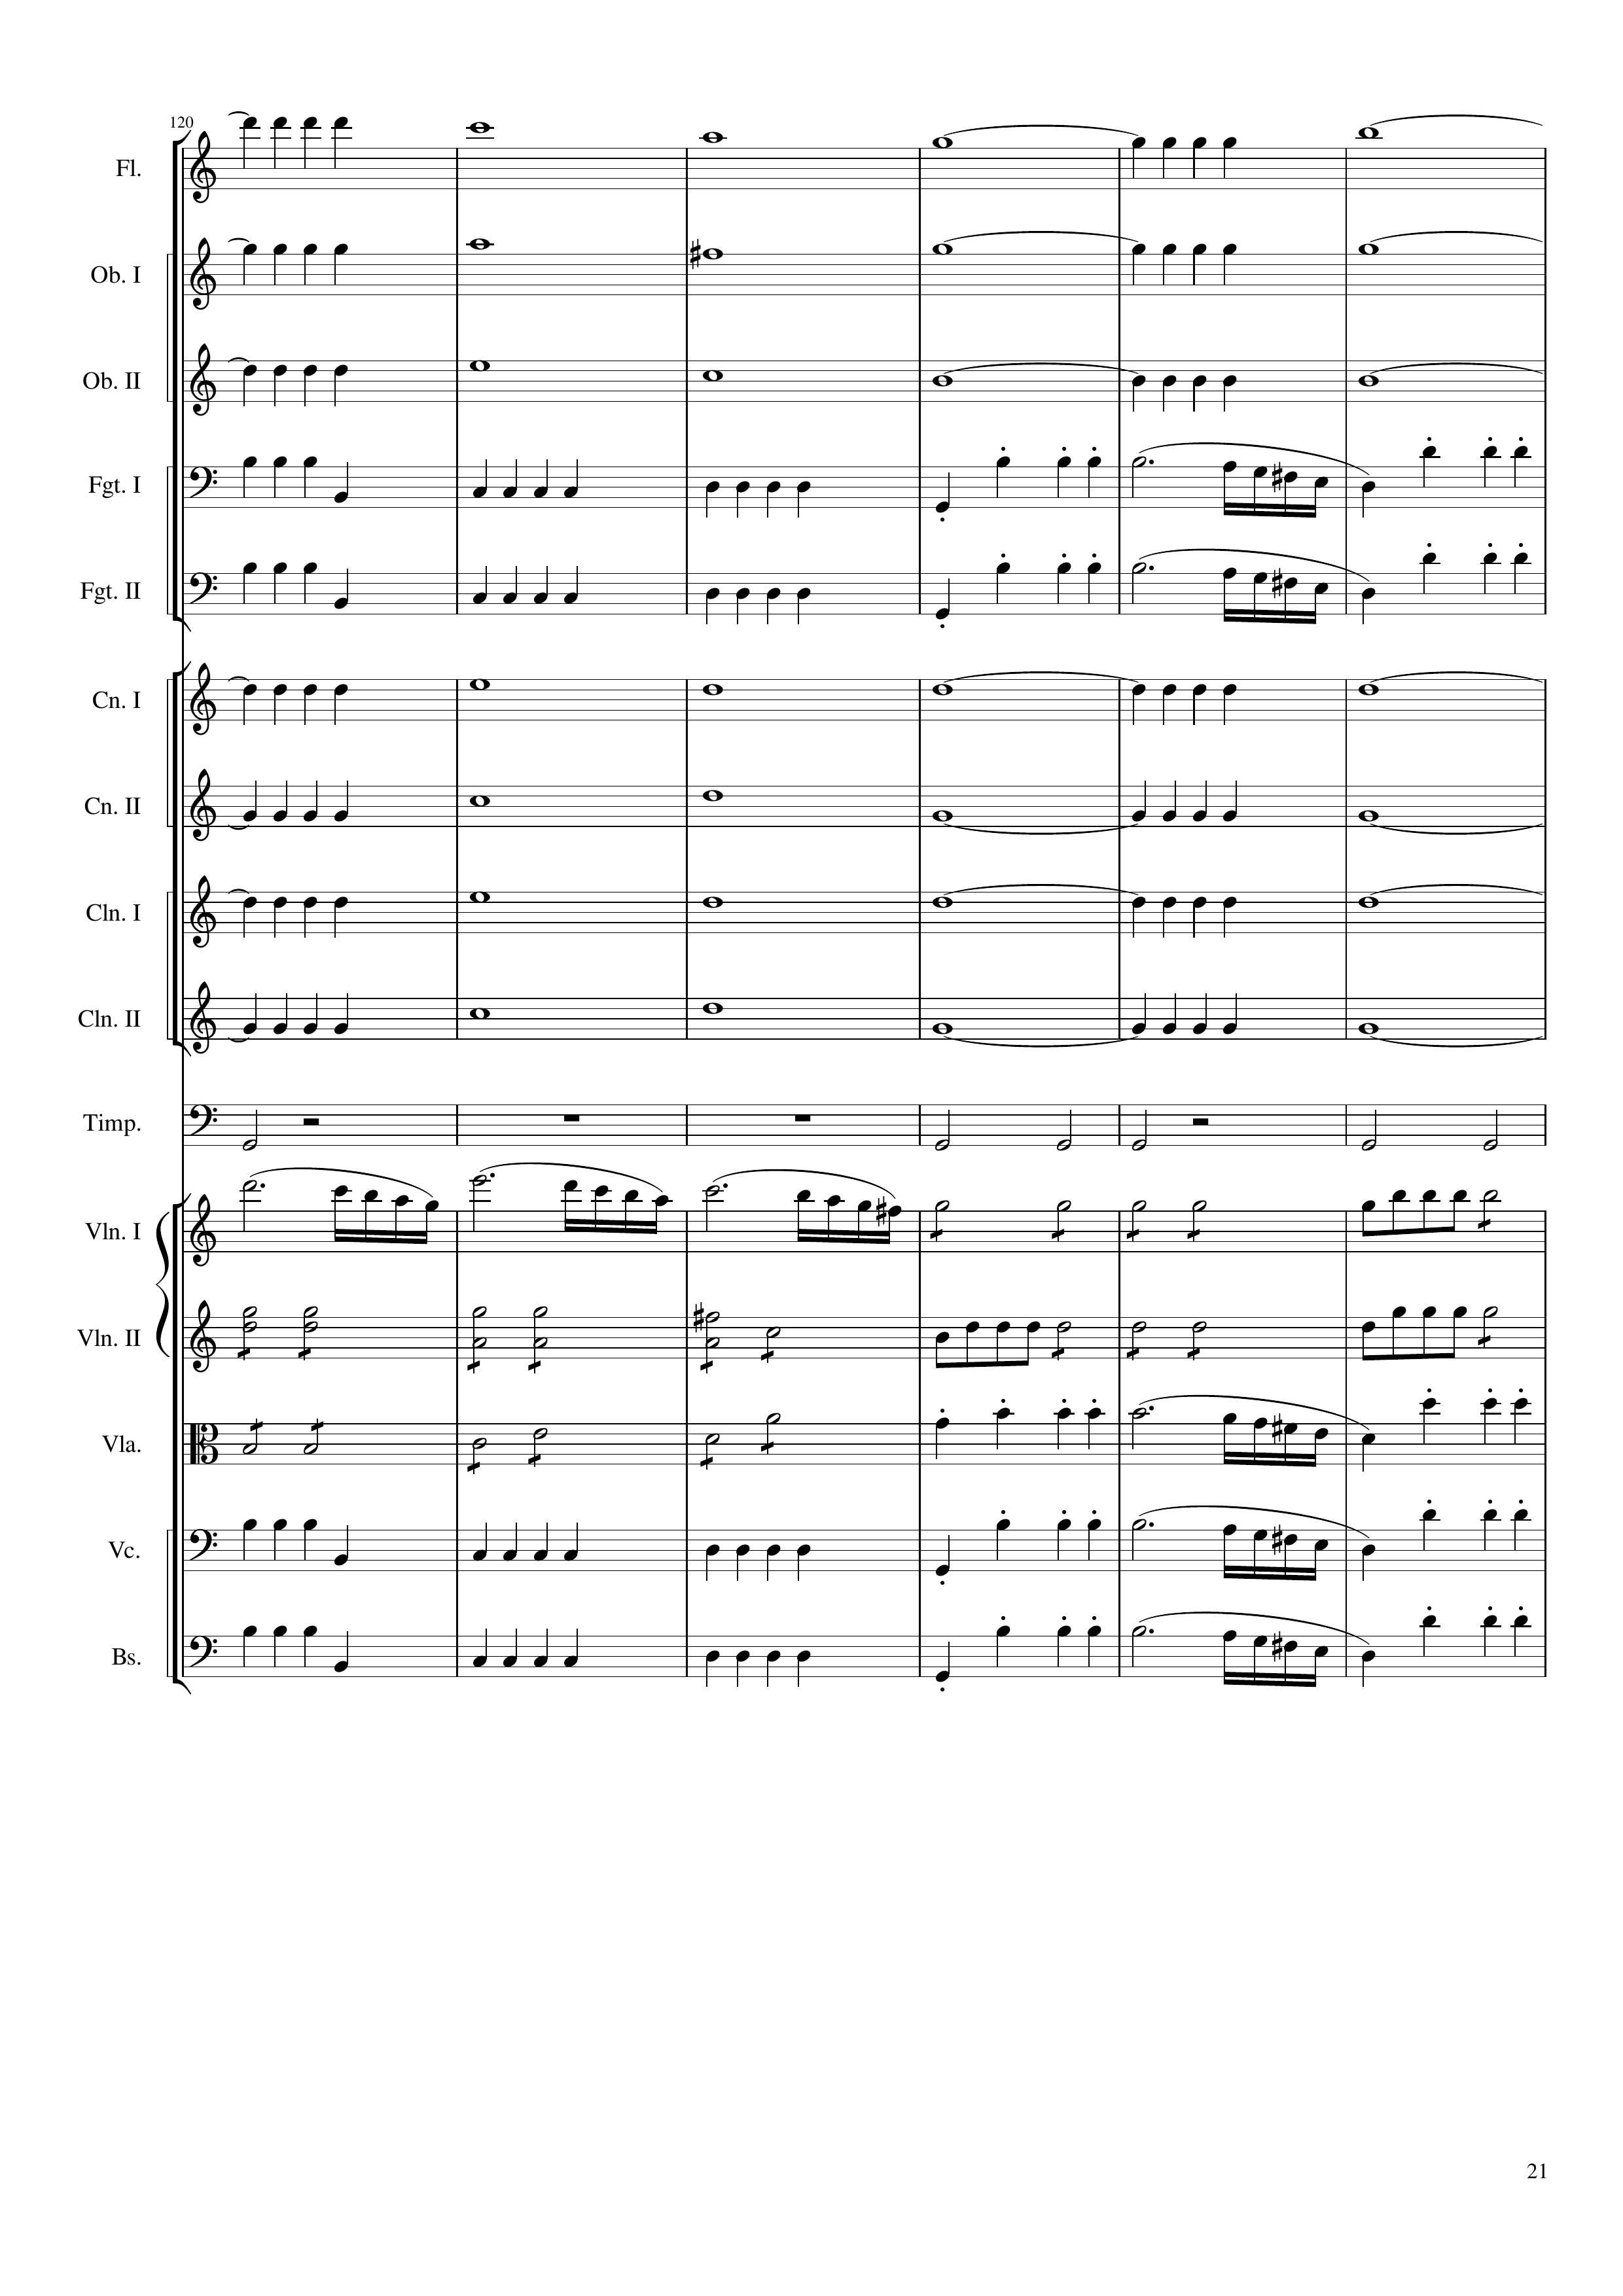 120
Fl.
Ob. I
Ob. II
Fgt. I
Fgt. II
Cn. I
Cn. II
Cln. I
Cln. II
Timp.
Vln. I
Vln. II
Vla.
Vc.
Bs.
21